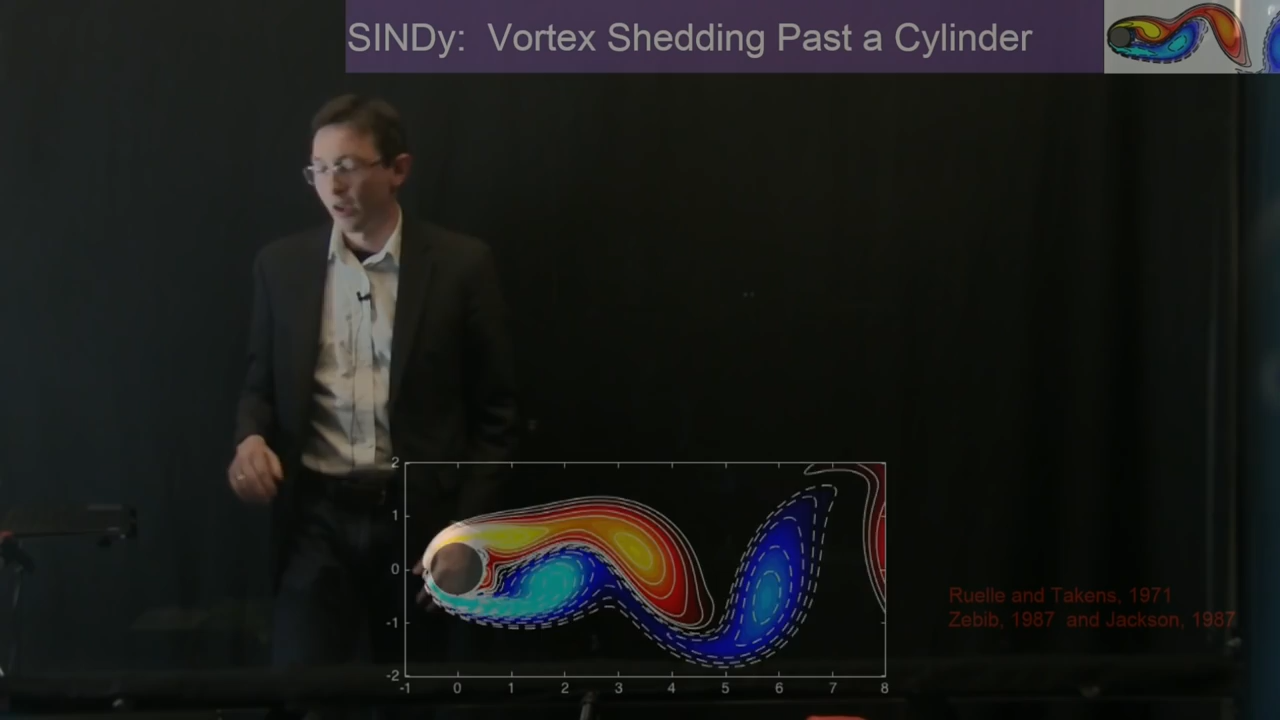 SINDy: Vortex Shedding Past a Cylinder
2
1
0
-1
-2
-1 0 1 2 3 4 5 6 7 8
Ruelle and Takens, 1971
Zebib, 1987 and Jackson, 1987